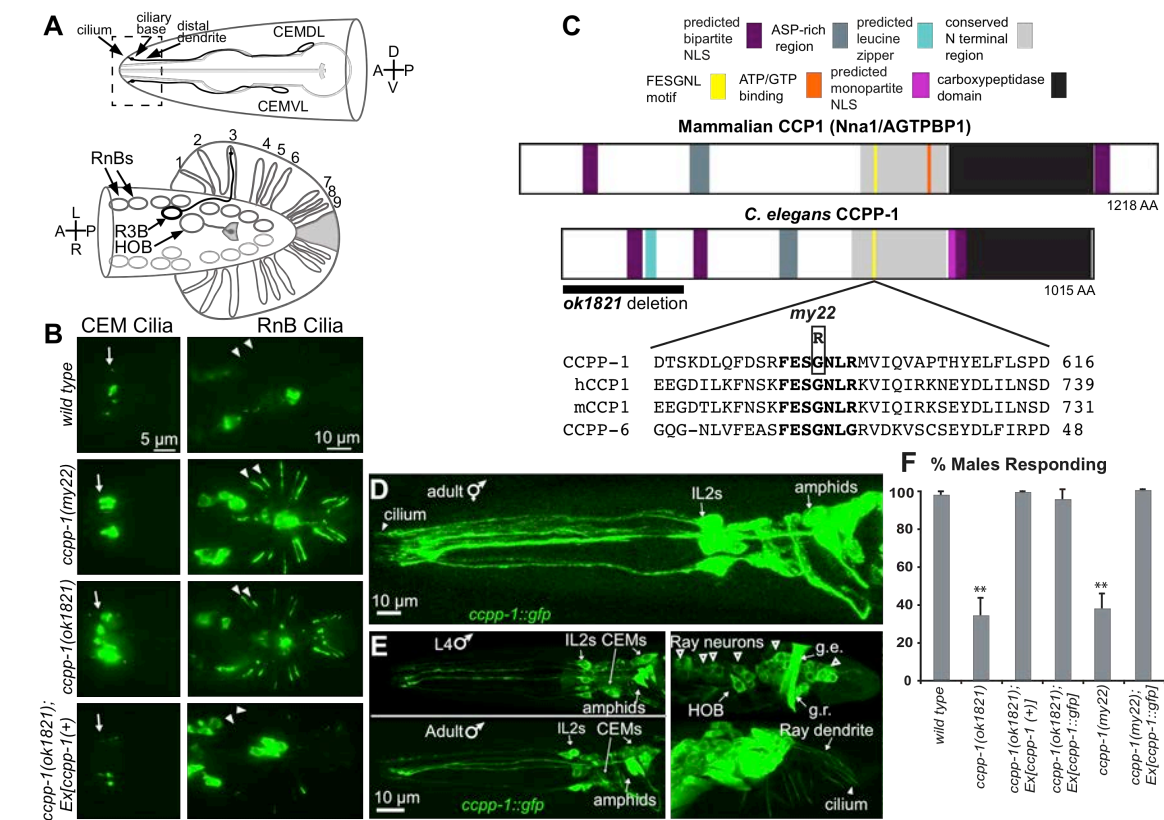 A
cilium
ciliary
base
distal
dendrite
CEMDL
CEMVL
D
A P
V
RnBs
1 2 3 4 5 6 7 8 9
L
A P
R
R3B
HOB
B
CEM Cilia RnB Cilia
wild type
5 µm 10 µm
ccpp-1(my22)
ccpp-1(ok1821)
ccpp-1(ok1821);
Ex[ccpp-1(+)
C
predicted
bipartite
NLS
ASP-rich
region
predicted
leucine
zipper
conserved
N terminal
region
FESGNL
motif
ATP/GTP
binding
predicted
monopartite
NLS
carboxypeptidase
domain
Mammalian CCP1 (Nna1/AGTPBP1)
1218 AA
C. elegans CCPP-1
1015 AA
ok1821 deletion
my22
R
CCPP-1 DTSKDLQFDSRFESGNLRMVIQVAPTHYELFLSPD 616
hCCP1 EEGDILKFNSKFESGNLRKVIQIRKNEYDLILNSD 739
mCCP1 EEGDTLKFNSKFESGNLRKVIQIRKSEYDLILNSD 731
CCPP-6 GQG-NLVFEASFESGNLGRVDKVSCSEYDLFIRPD 48
D
adult ⚥
cilium
IL2s
amphids
10 µm
ccpp-1::gfp
E
L4♂
IL2s CEMs
amphids
Ray neurons
g.e.
HOB
g.r.
Adult♂
IL2s CEMs
amphids
10 µm
ccpp-1::gfp
Ray dendrite
cilium
F % Males Responding
100
80
60
40
20
0
**
**
wild type
ccpp-1(ok1821)
ccpp-1(ok1821);
Ex[ccpp-1 (+)]
ccpp-1(ok1821);
Ex[ccpp-1::gfp]
ccpp-1(my22)
ccpp-1(my22);
Ex[ccpp-1::gfp]